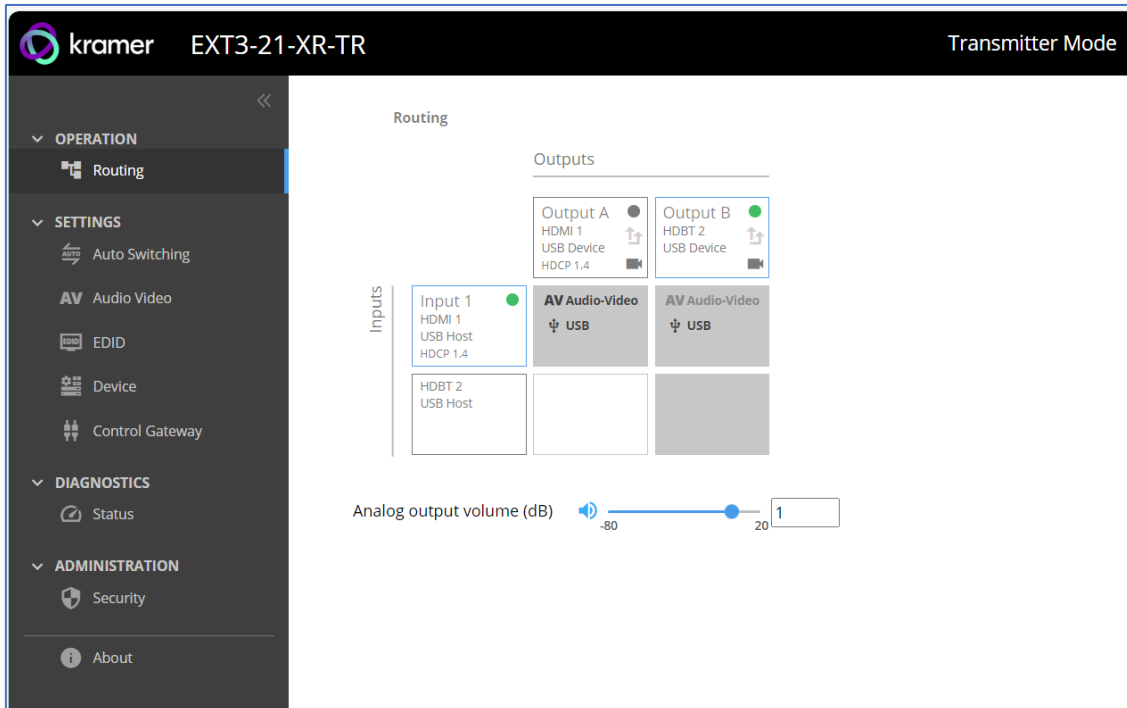 kramer
EXT3-21-XR-TR
Transmitter Mode
OPERATION
Routing
SETTINGS
AUTO
Auto Switching
AV
Audio Video
EDID
EDID
Device
Control Gateway
DIAGNOSTICS
Status
ADMINISTRATION
Security
i
About
Routing
Outputs
Output A
HDMI 1
USB Device
HDCP 1.4
Output B
HDBT 2
USB Device
Inputs
Input 1
HDMI 1
USB Host
HDCP 1.4
AV Audio-Video
USB
AV Audio-Video
USB
HDBT 2
USB Host
Analog output volume (dB)
-80
20
1